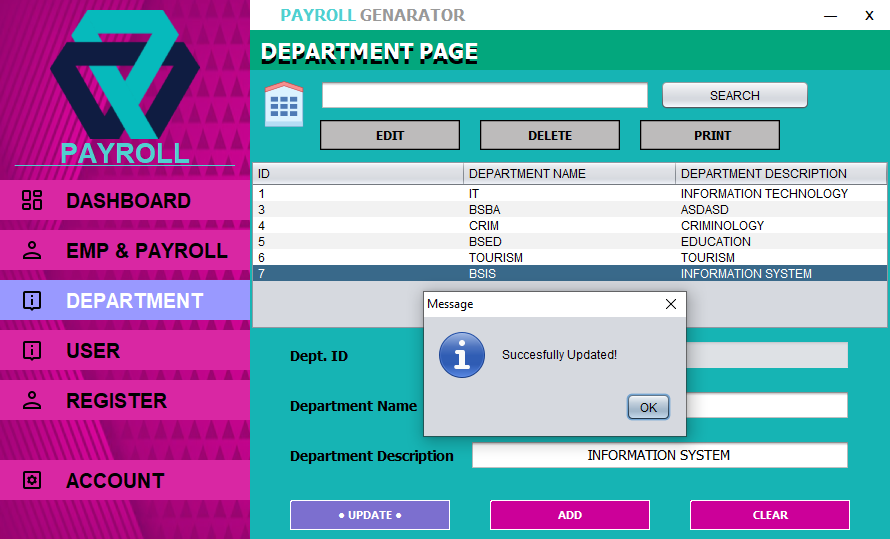 PAYROLL GENARATOR
— X
DEPARTMENT PAGE
PAYROLL
DASHBOARD
EMP & PAYROLL
DEPARTMENT
USER
REGISTER
ACCOUNT
SEARCH
EDIT DELETE PRINT
ID DEPARTMENT NAME DEPARTMENT DESCRIPTION
1 IT INFORMATION TECHNOLOGY
3 BSBA ASDASD
4 CRIM CRIMINOLOGY
5 BSED EDUCATION
6 TOURISM TOURISM
7 BSIS INFORMATION SYSTEM
Message
Succesfully Updated!
OK
Dept. ID
Department Name
Department Description INFORMATION SYSTEM
• UPDATE • ADD CLEAR